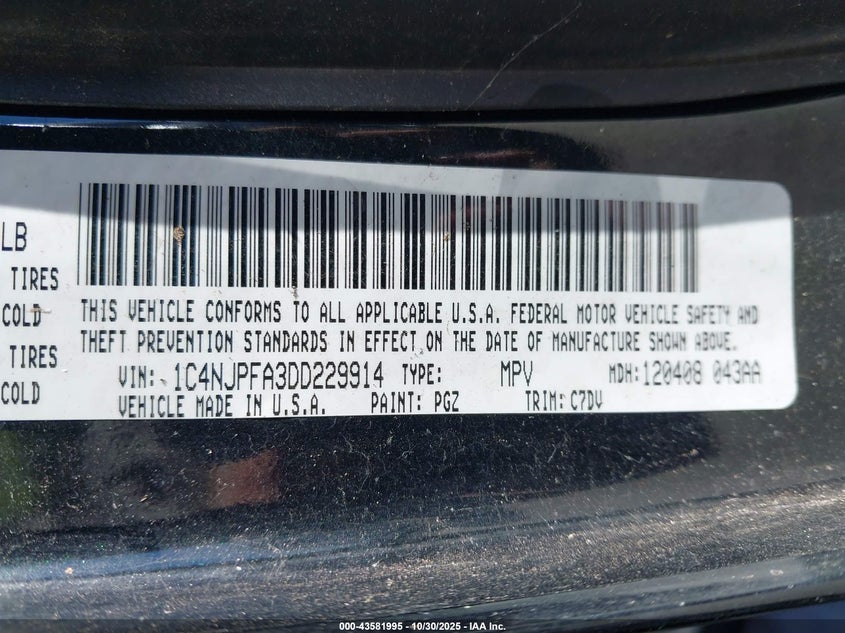 LB
TIRES
COLD
TIRES
COLD
THIS VEHICLE CONFORMS TO ALL APPLICABLE U.S.A. FEDERAL MOTOR VEHICLE SAFETY AND
THEFT PREVENTION STANDARDS IN EFFECT ON THE DATE OF MANUFACTURE SHOWN ABOVE.
VIN: 1C4NJPFA3DD229914 TYPE: MPV MDH:120408 043AA
VEHICLE MADE IN U.S.A. PAINT: PGZ TRIM: C7DV
000-43581995 - 10/30/2025 - IAA Inc.